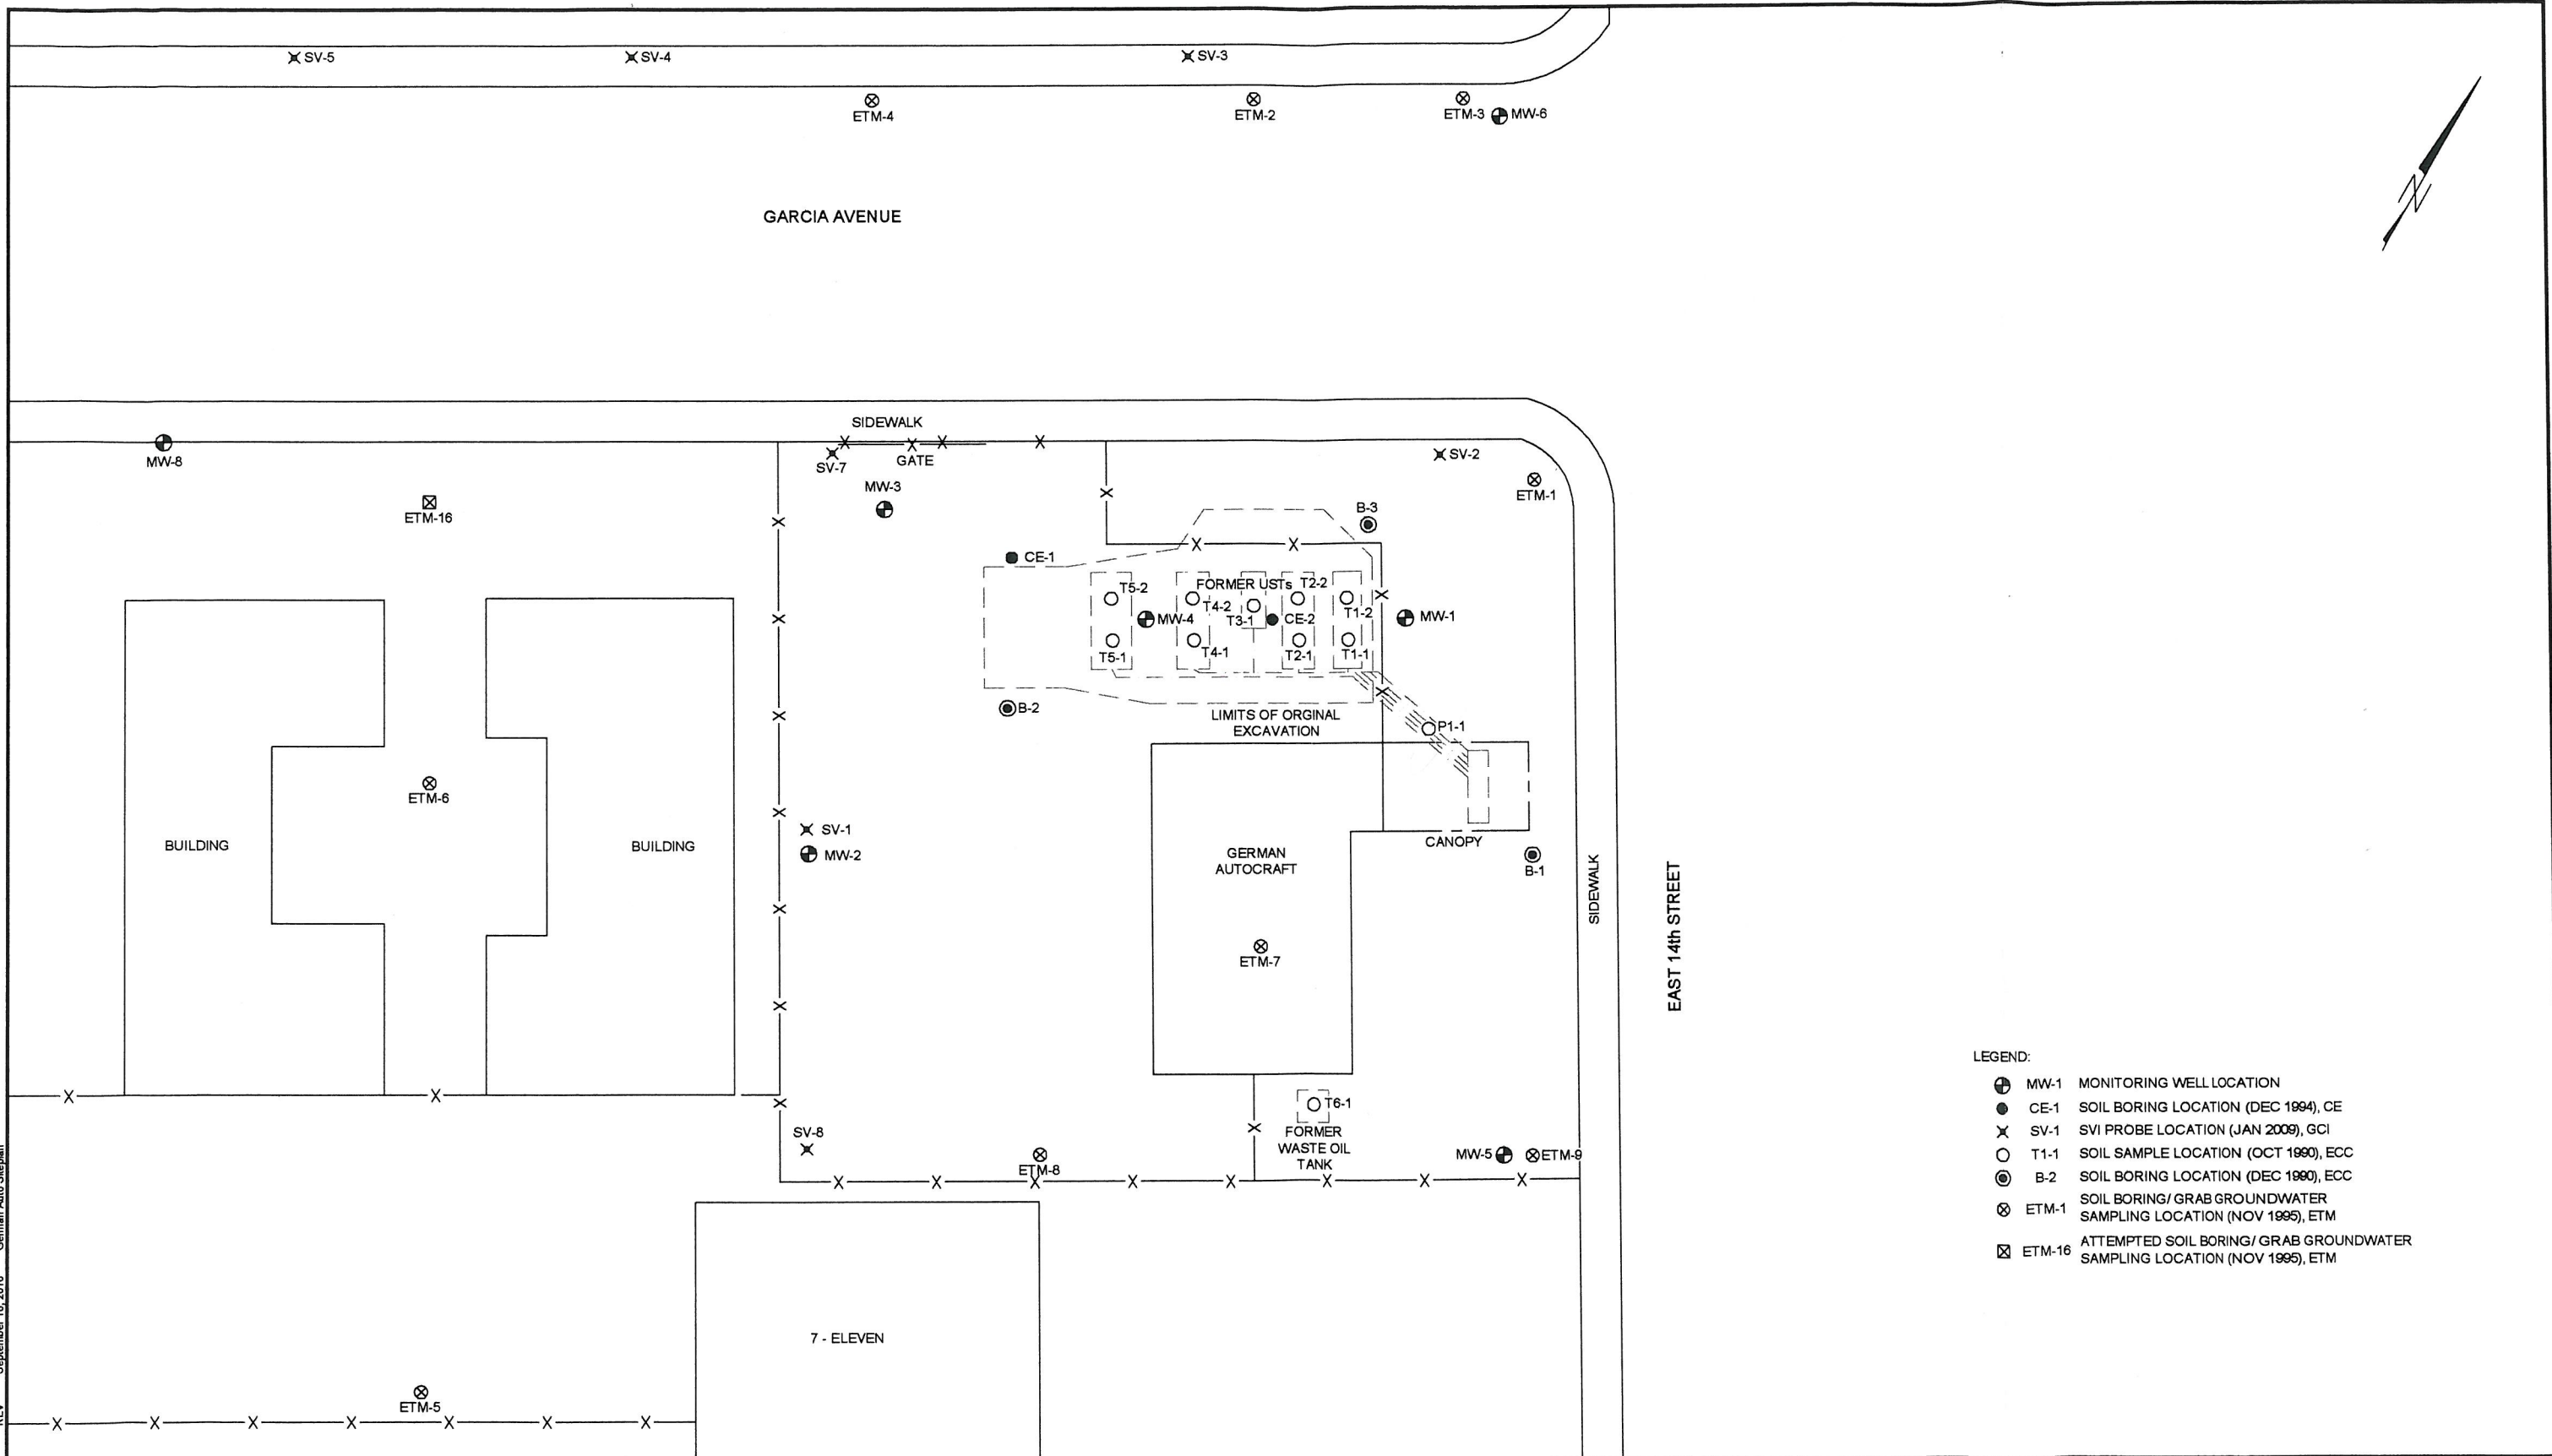 SV-5
SV-4
SV-3
ETM-4
ETM-2
ETM-3
MW-6
GARCIA AVENUE
N
SIDEWALK
MW-8
SV-7
GATE
SV-2
MW-3
ETM-1
ETM-16
B-3
CE-1
T5-2
FORMER USTs
T2-2
T4-2
T1-2
MW-4
T3-1
CE-2
MW-1
T5-1
T4-1
T2-1
T1-1
B-2
LIMITS OF ORGINAL
EXCAVATION
P1-1
ETM-6
BUILDING
BUILDING
SV-1
MW-2
GERMAN
AUTOCRAFT
CANOPY
B-1
SIDEWALK
EAST 14th STREET
ETM-7
T6-1
FORMER
WASTE OIL
TANK
SV-8
ETM-8
MW-5
ETM-9
7 - ELEVEN
ETM-5
LEGEND:
MW-1 MONITORING WELL LOCATION
CE-1 SOIL BORING LOCATION (DEC 1994), CE
SV-1 SVI PROBE LOCATION (JAN 2009), GCI
T1-1 SOIL SAMPLE LOCATION (OCT 1990), ECC
B-2 SOIL BORING LOCATION (DEC 1990), ECC
ETM-1 SOIL BORING/ GRAB GROUNDWATER
SAMPLING LOCATION (NOV 1995), ETM
ETM-16 ATTEMPTED SOIL BORING/ GRAB GROUNDWATER
SAMPLING LOCATION (NOV 1995), ETM